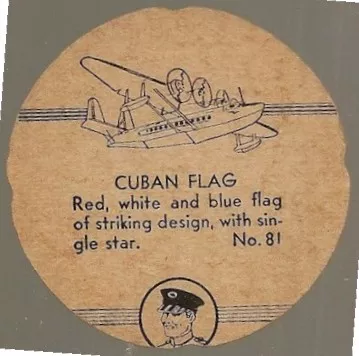 CUBAN FLAG
Red, white and blue flag
of striking design, with sin-
gle star. No. 81